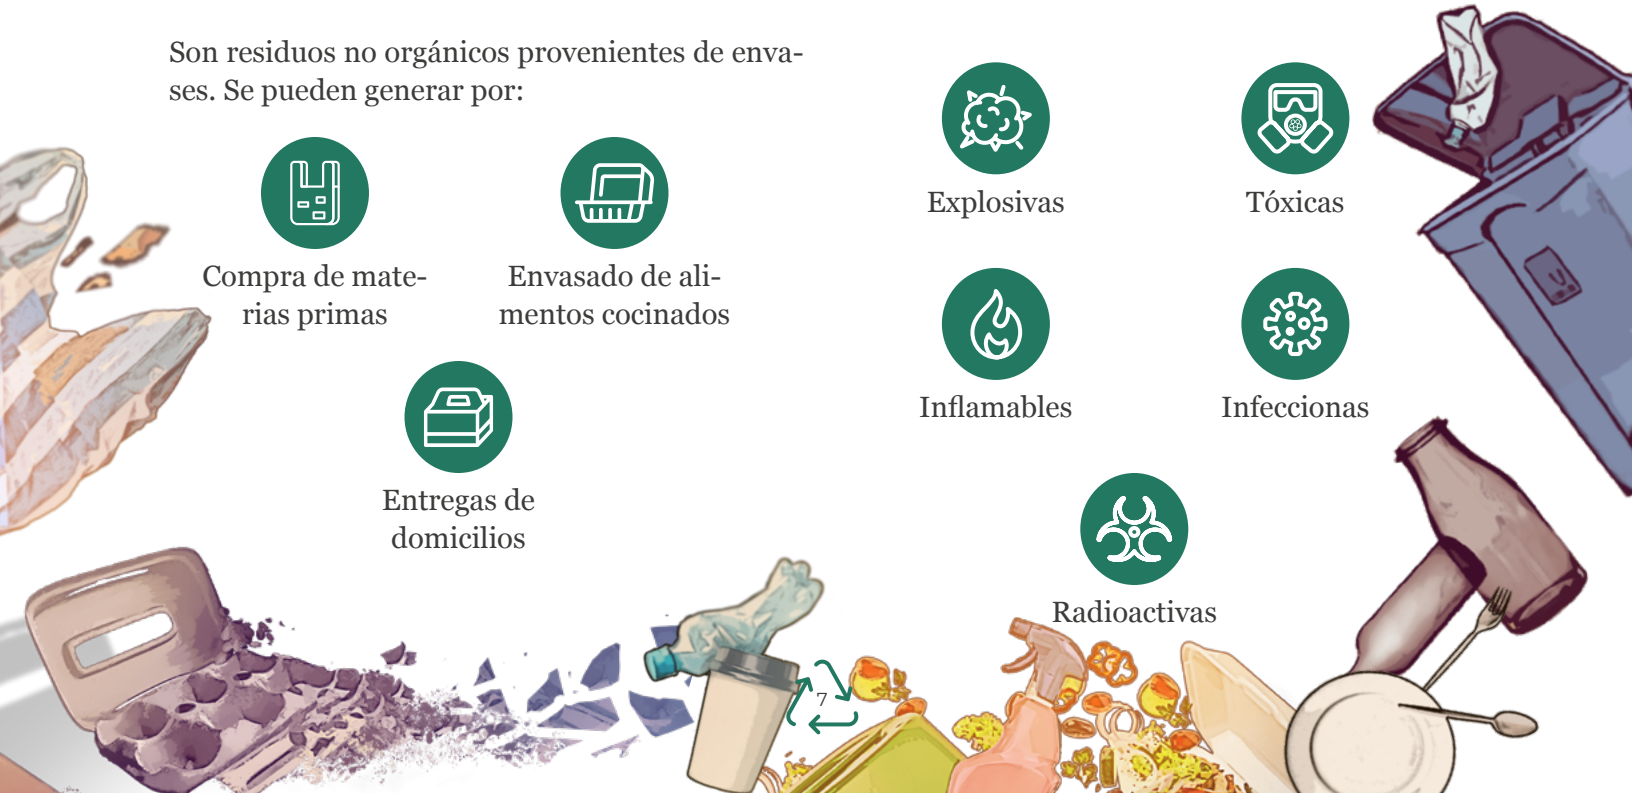 Son residuos no orgánicos provenientes de enva-
ses. Se pueden generar por:
Compra de mate-
rias primas
Envasado de ali-
mentos cocinados
Entregas de
domicilios
Explosivas
Tóxicas
Inflamables
Infeccionas
Radioactivas
7